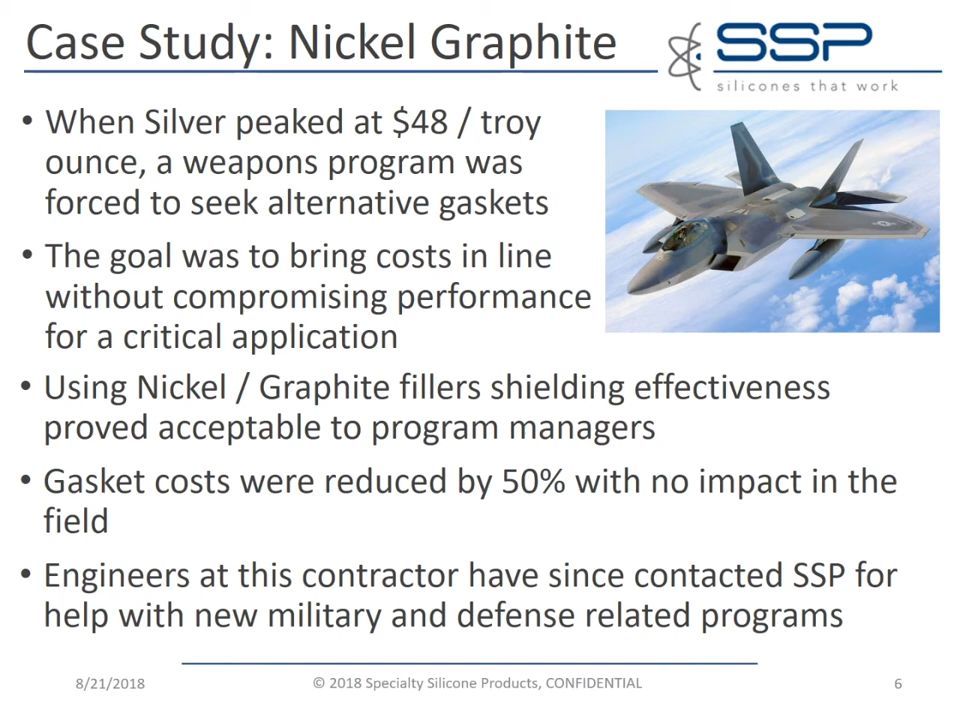 Case Study: Nickel Graphite
SSP
silicones that work
• When Silver peaked at $48 / troy
ounce, a weapons program was
forced to seek alternative gaskets
• The goal was to bring costs in line
without compromising performance
for a critical application
• Using Nickel / Graphite fillers shielding effectiveness
proved acceptable to program managers
• Gasket costs were reduced by 50% with no impact in the
field
• Engineers at this contractor have since contacted SSP for
help with new military and defense related programs
8/21/2018
© 2018 Specialty Silicone Products, CONFIDENTIAL
6